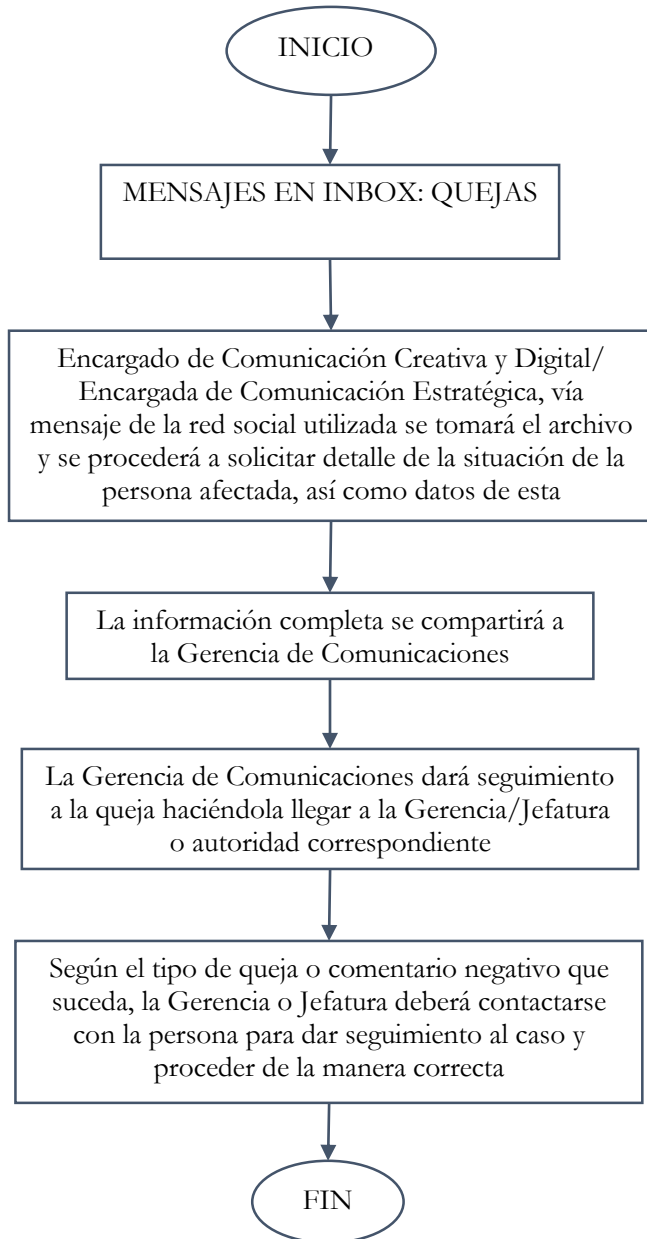 INICIO
MENSAJES EN INBOX: QUEJAS
Encargado de Comunicación Creativa y Digital/
Encargada de Comunicación Estratégica, vía
mensaje de la red social utilizada se tomará el archivo
y se procederá a solicitar detalle de la situación de la
persona afectada, así como datos de esta
La información completa se compartirá a
la Gerencia de Comunicaciones
La Gerencia de Comunicaciones dará seguimiento
a la queja haciéndola llegar a la Gerencia/Jefatura
o autoridad correspondiente
Según el tipo de queja o comentario negativo que
suceda, la Gerencia o Jefatura deberá contactarse
con la persona para dar seguimiento al caso y
proceder de la manera correcta
FIN